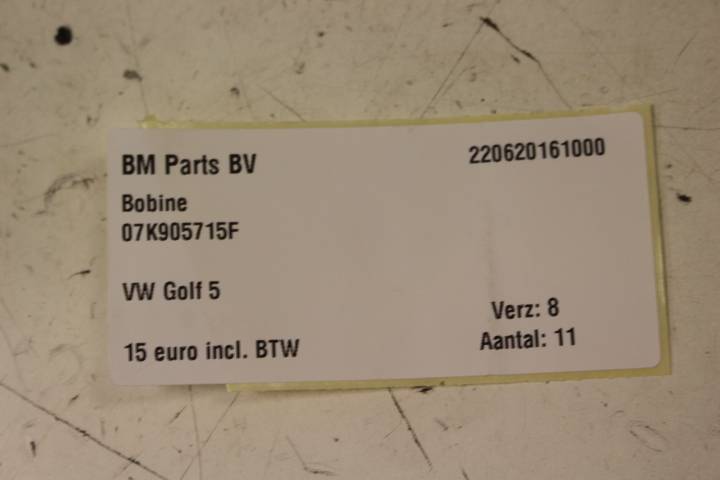 BM Parts BV
220620161000
Bobine
07K905715F
VW Golf 5
Verz: 8
15 euro incl. BTW
Aantal: 11